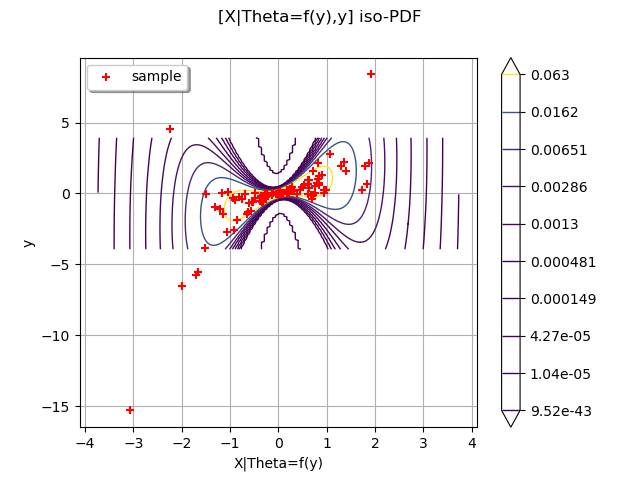 [X|Theta=f(y),y] iso-PDF
sample
5
0
−5
−10
−15
y
−4 −3 −2 −1 0 1 2 3 4
X|Theta=f(y)
0.063
0.0162
0.00651
0.00286
0.0013
0.000481
0.000149
4.27e-05
1.04e-05
9.52e-43